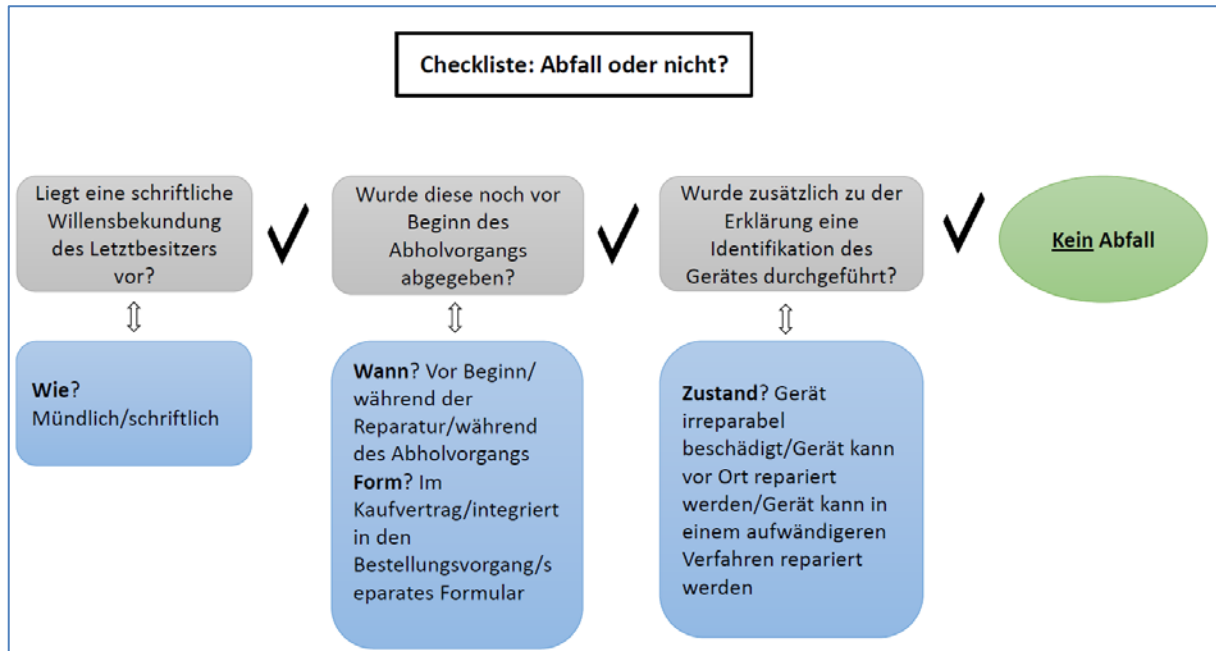 Checkliste: Abfall oder nicht?
Liegt eine schriftliche
Willensbekundung
des Letztbesitzers
vor?
Wurde diese noch vor
Beginn des
Abholvorgangs
abgegeben?
Wurde zusätzlich zu der
Erklärung eine
Identifikation des
Gerätes durchgeführt?
Kein Abfall
Wie?
Mündlich/schriftlich
Wann? Vor Beginn/
während der
Reparatur/während
des Abholvorgangs
Form? Im
Kaufvertrag/integriert
in den
Bestellungsvorgang/s
eparates Formular
Zustand? Gerät
irreparabel
beschädigt/Gerät kann
vor Ort repariert
werden/Gerät kann in
einem aufwändigeren
Verfahren repariert
werden